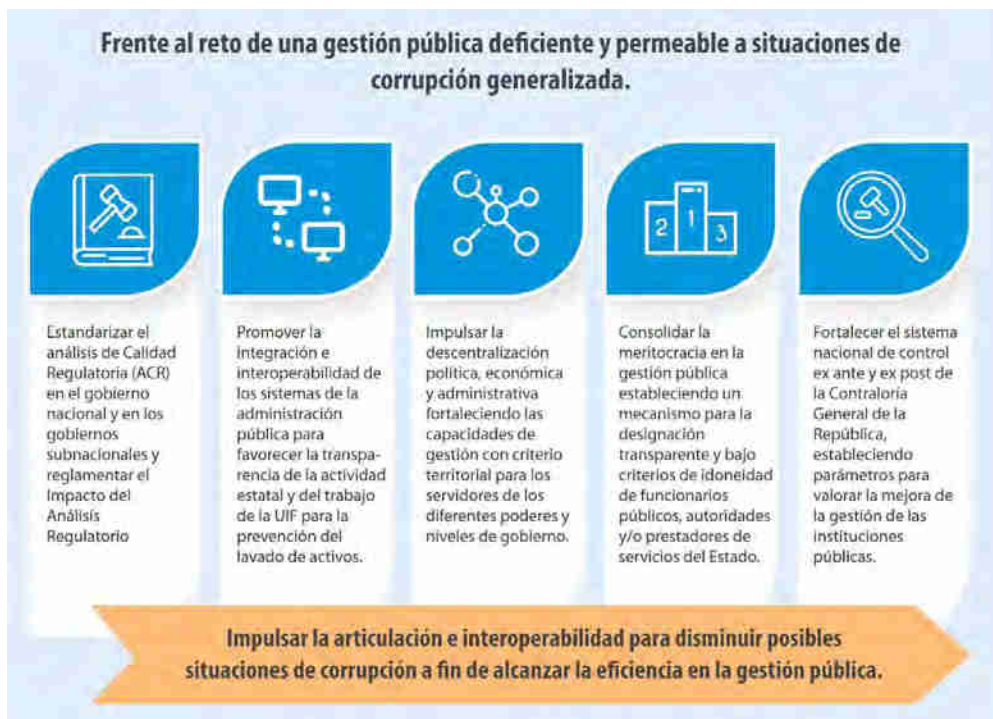 Frente al reto de una gestión pública deficiente y permeable a situaciones de
corrupción generalizada.
2
1
3
Estandarizar el
análisis de Calidad
Regulatoria (ACR)
en el gobierno
nacional y en los
gobiernos
subnacionales y
reglamentar el
Impacto del
Análisis
Regulatorio
Promover la
integración e
interoperabilidad de
los sistemas de la
administración
pública para
favorecer la transpa-
rencia de la actividad
estatal y del trabajo
de la UIF para la
prevención del
lavado de activos.
Impulsar la
descentralización
política, económica
y administrativa
fortaleciendo las
capacidades de
gestión con criterio
territorial para los
servidores de los
diferentes poderes y
niveles de gobierno.
Consolidar la
meritocracia en la
gestión pública
estableciendo un
mecanismo para la
designación
transparente y bajo
criterios de idoneidad
de funcionarios
públicos, autoridades
y/o prestadores de
servicios del Estado.
Fortalecer el sistema
nacional de control
ex ante y ex post de
la Contraloría
General de la
República,
estableciendo
parámetros para
valorar la mejora de
la gestión de las
instituciones
públicas.
Impulsar la articulación e interoperabilidad para disminuir posibles
situaciones de corrupción a fin de alcanzar la eficiencia en la gestión pública.